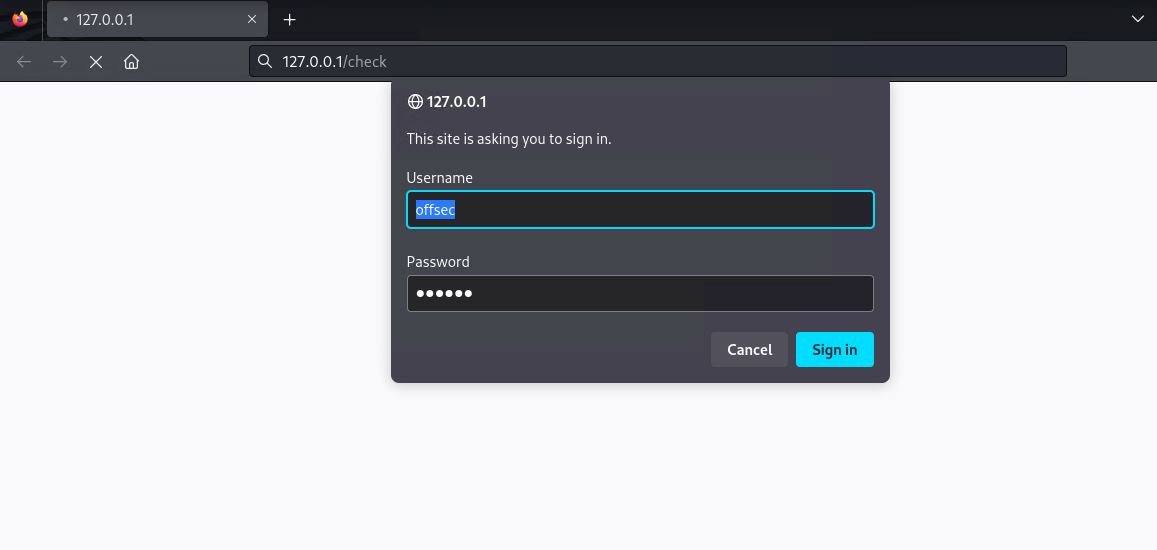 127.0.0.1
127.0.0.1/check
127.0.0.1
This site is asking you to sign in.
Username
offsec
Password
••••••
Cancel Sign in